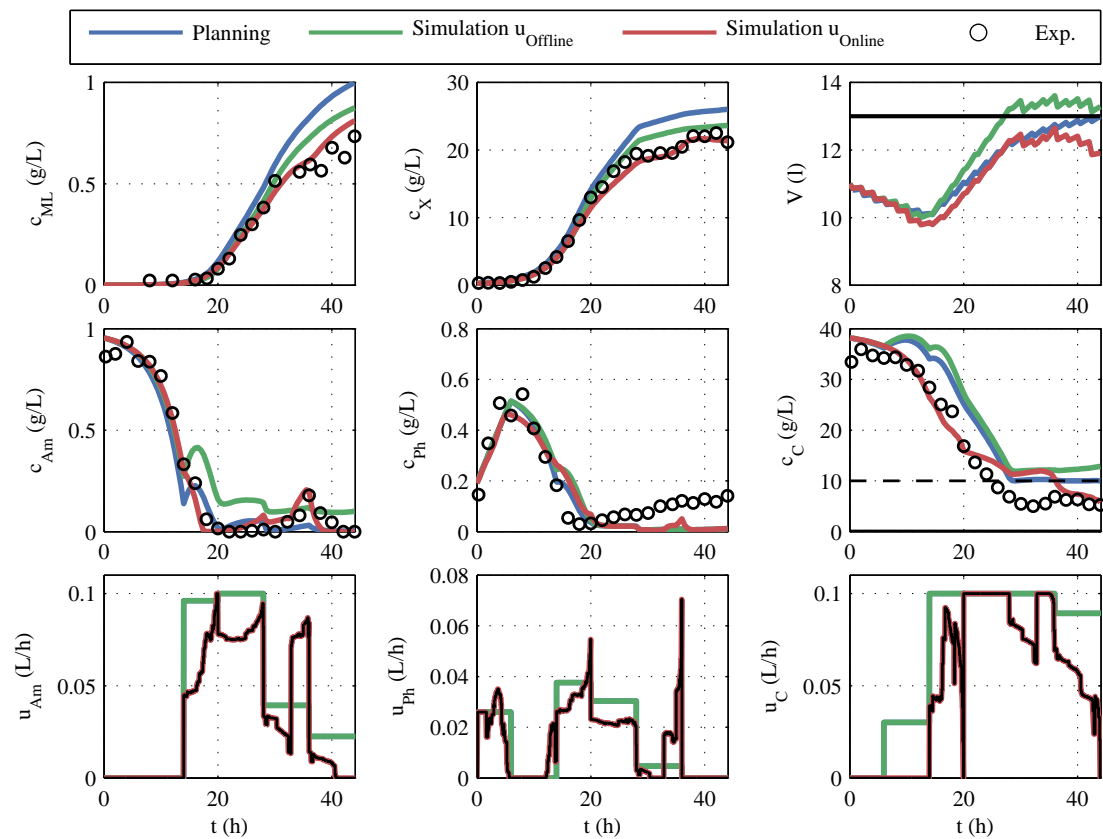 Planning Simulation u_Offline Simulation u_Online Exp.
1 30 14
0.5 20 12
10 10
0 0 8
c_ML (g/L) c_X (g/L) V (l)
0 20 40 0 20 40 0 20 40
1 0.8 40
0.6 30
0.5 0.4 20
0.2 10
0 0 0
c_Am (g/L) c_Ph (g/L) c_C (g/L)
0 20 40 0 20 40 0 20 40
0.1 0.08 0.1
0.06
0.05 0.04 0.05
0.02
0 0 0
u_Am (L/h) u_Ph (L/h) u_C (L/h)
0 20 40 0 20 40 0 20 40
t (h) t (h) t (h)